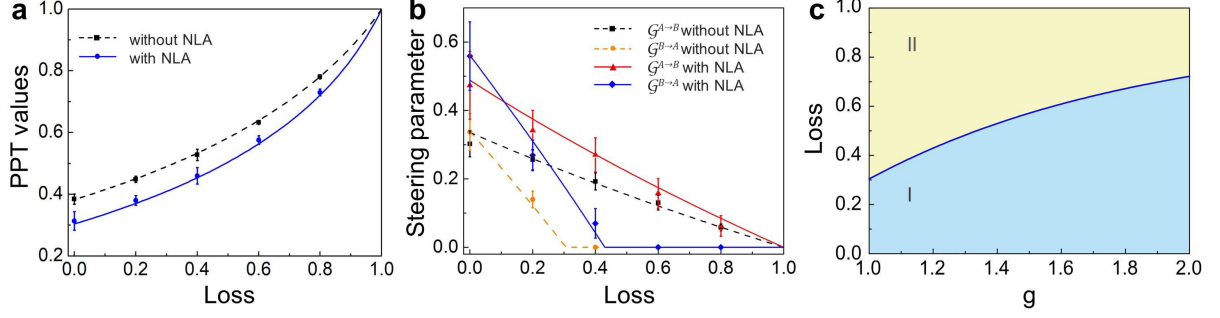 a
1.0
0.8
0.6
0.4
0.2
PPT values
without NLA
with NLA
0.0 0.2 0.4 0.6 0.8 1.0
Loss
b
0.6
0.4
0.2
0.0
Steering parameter
𝒢^{A→B} without NLA
𝒢^{B→A} without NLA
𝒢^{A→B} with NLA
𝒢^{B→A} with NLA
0.0 0.2 0.4 0.6 0.8 1.0
Loss
c
1.0
0.8
0.6
0.4
0.2
0.0
Loss
II
I
1.0 1.2 1.4 1.6 1.8 2.0
g